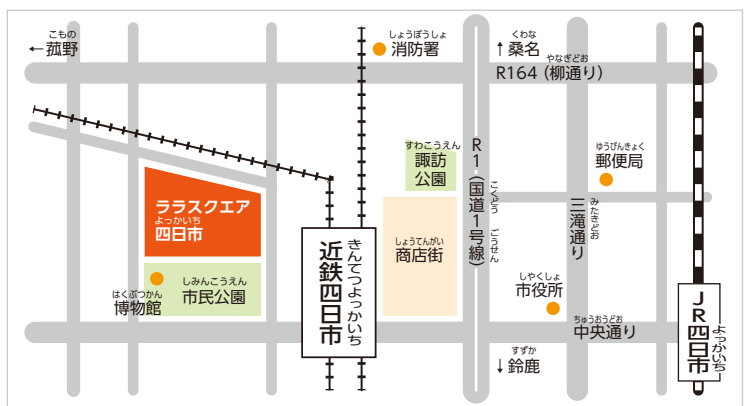 こもの
←菰野
しょうぼうしょ
消防署
くわな
↑桑名
やなぎどお
R164（柳通り）
すわこうえん
諏訪
公園
R1（国道1号線）
こくどう ごうせん
ゆうびんきょく
郵便局
三滝通り
みたきどお
ララスクエア
よっかいち
四日市
しょうてんがい
商店街
近鉄四日市
きんてつよっかいち
しみんこうえん
市民公園
はくぶつかん
博物館
しやくしょ
市役所
ちゅうおうどお
中央通り
JR四日市
よっかいち
すずか
↓鈴鹿